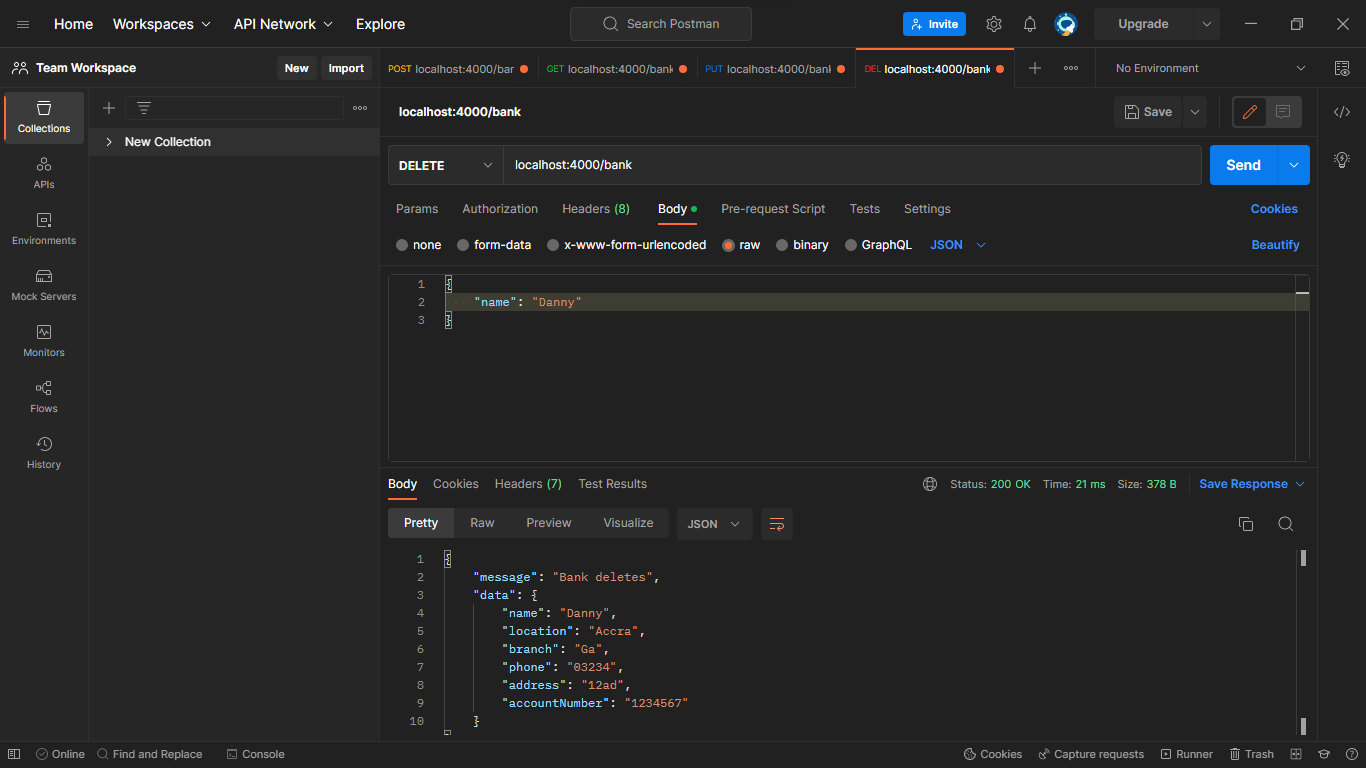 Home Workspaces API Network Explore Search Postman Invite Upgrade
Team Workspace New Import POST localhost:4000/bar GET localhost:4000/bank PUT localhost:4000/bank DEL localhost:4000/bank No Environment
Collections
APIs
Environments
Mock Servers
Monitors
Flows
History
New Collection
localhost:4000/bank Save
DELETE localhost:4000/bank Send
Params Authorization Headers (8) Body Pre-request Script Tests Settings Cookies
none form-data x-www-form-urlencoded raw binary GraphQL JSON Beautify
1 {
2 "name": "Danny"
3 }
Body Cookies Headers (7) Test Results Status: 200 OK Time: 21 ms Size: 378 B Save Response
Pretty Raw Preview Visualize JSON
1 {
2 "message": "Bank deletes",
3 "data": {
4 "name": "Danny",
5 "location": "Accra",
6 "branch": "Ga",
7 "phone": "03234",
8 "address": "12ad",
9 "accountNumber": "1234567"
10 }
Online Find and Replace Console Cookies Capture requests Runner Trash